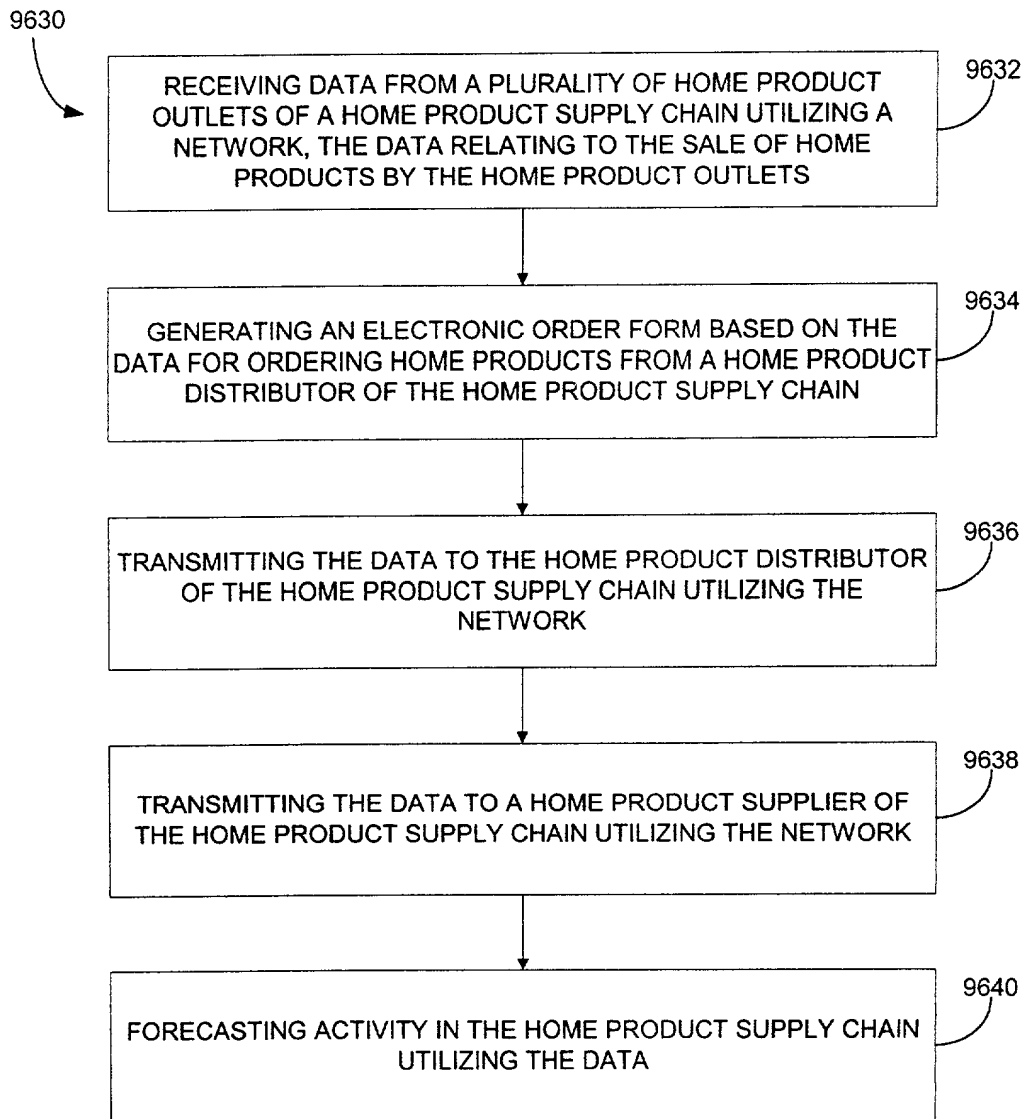 9630
9632
RECEIVING DATA FROM A PLURALITY OF HOME PRODUCT
OUTLETS OF A HOME PRODUCT SUPPLY CHAIN UTILIZING A
NETWORK, THE DATA RELATING TO THE SALE OF HOME
PRODUCTS BY THE HOME PRODUCT OUTLETS
9634
GENERATING AN ELECTRONIC ORDER FORM BASED ON THE
DATA FOR ORDERING HOME PRODUCTS FROM A HOME PRODUCT
DISTRIBUTOR OF THE HOME PRODUCT SUPPLY CHAIN
9636
TRANSMITTING THE DATA TO THE HOME PRODUCT DISTRIBUTOR
OF THE HOME PRODUCT SUPPLY CHAIN UTILIZING THE
NETWORK
9638
TRANSMITTING THE DATA TO A HOME PRODUCT SUPPLIER OF
THE HOME PRODUCT SUPPLY CHAIN UTILIZING THE NETWORK
9640
FORECASTING ACTIVITY IN THE HOME PRODUCT SUPPLY CHAIN
UTILIZING THE DATA